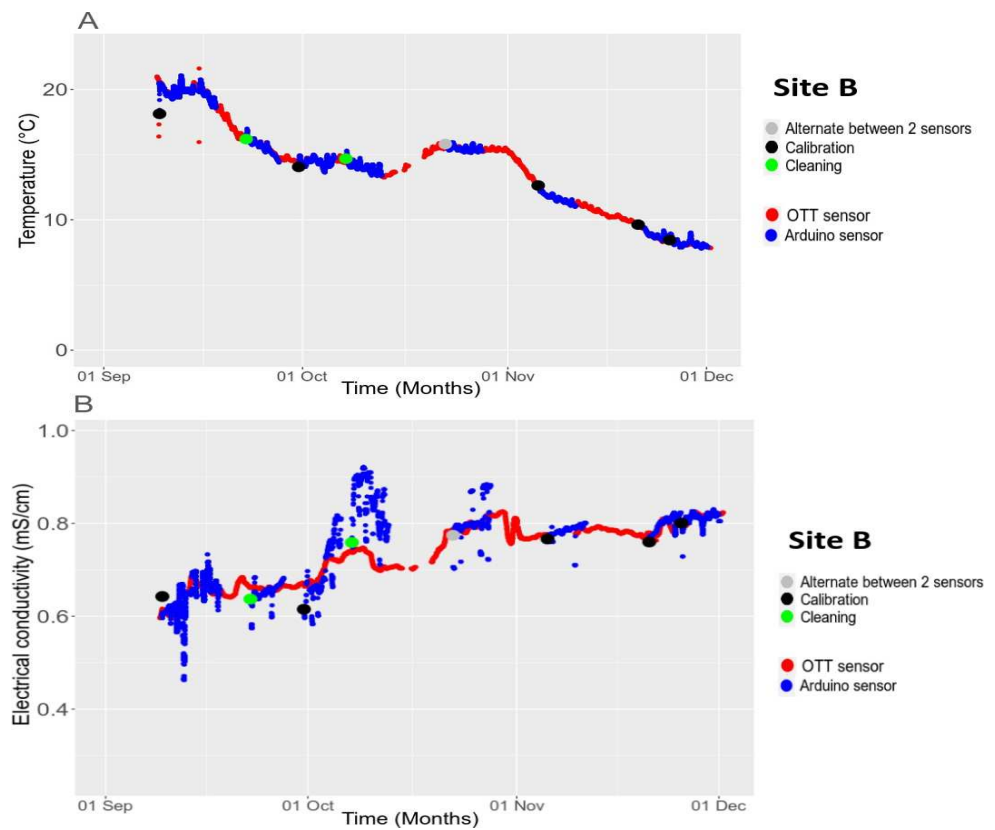 A
Temperature (°C)
20
10
0
01 Sep
01 Oct
01 Nov
01 Dec
Time (Months)
Site B
Alternate between 2 sensors
Calibration
Cleaning
OTT sensor
Arduino sensor
B
Electrical conductivity (mS/cm)
1.0
0.8
0.6
0.4
01 Sep
01 Oct
01 Nov
01 Dec
Time (Months)
Site B
Alternate between 2 sensors
Calibration
Cleaning
OTT sensor
Arduino sensor